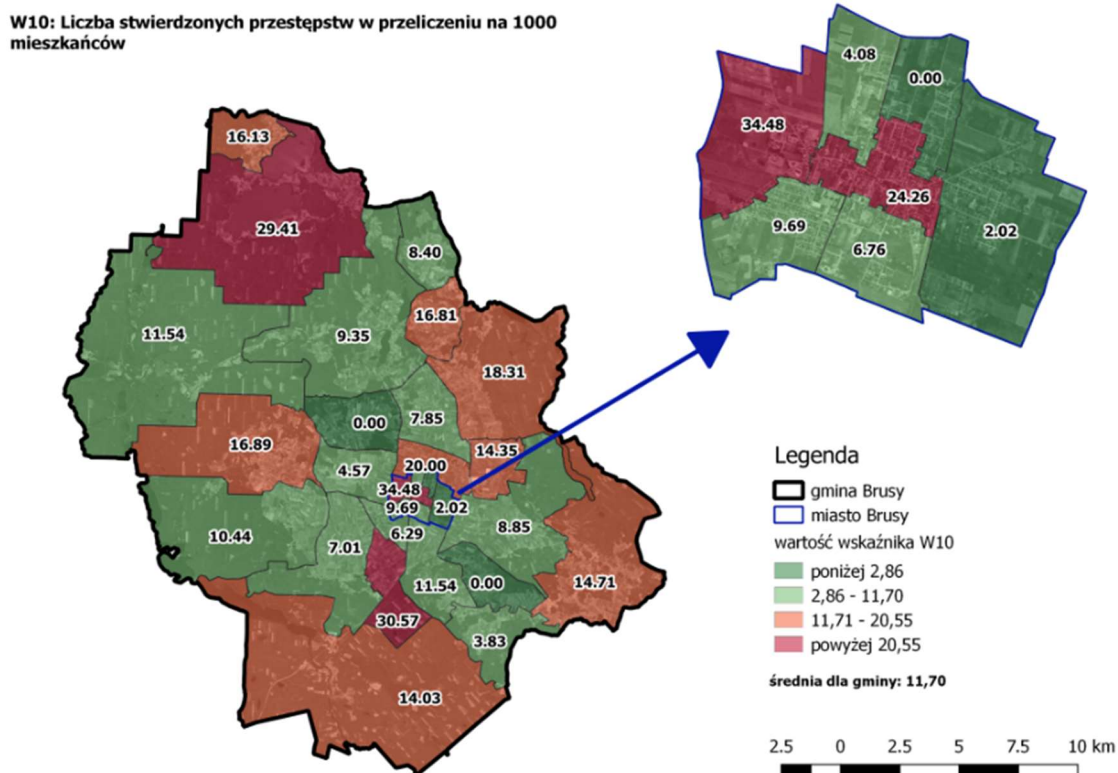 W10: Liczba stwierdzonych przestępstw w przeliczeniu na 1000
mieszkańców
4.08
0.00
34.48
24.26
9.69
6.76
2.02
16.13
29.41
8.40
16.81
11.54
9.35
18.31
0.00
7.85
16.89
14.35
4.57
20.00
34.48
9.69
2.02
6.29
8.85
10.44
7.01
11.54
0.00
14.71
30.57
3.83
14.03
Legenda
gmina Brusy
miasto Brusy
wartość wskaźnika W10
poniżej 2,86
2,86 - 11,70
11,71 - 20,55
powyżej 20,55
średnia dla gminy: 11,70
2.5 0 2.5 5 7.5 10 km